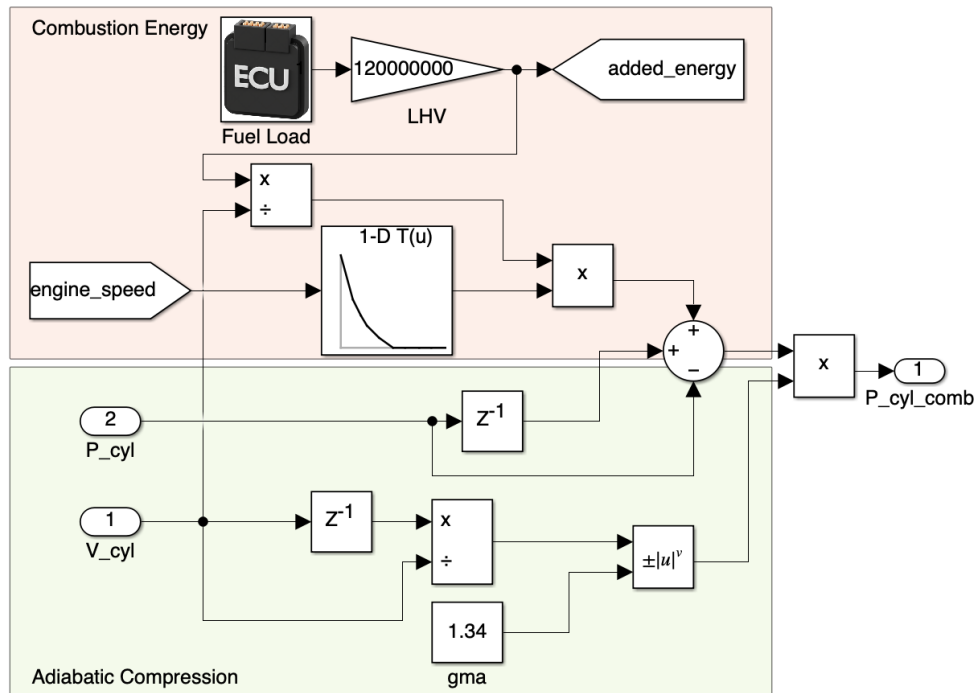 Combustion Energy
ECU
Fuel Load
120000000
LHV
added_energy
x
÷
1-D T(u)
engine_speed
x
+
+
−
x
1
P_cyl_comb
2
P_cyl
Z-1
1
V_cyl
Z-1
x
÷
±|u|v
1.34
gma
Adiabatic Compression